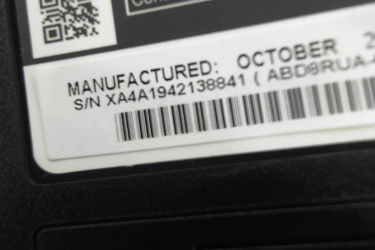 MANUFACTURED: OCTOBER
S/N XA4A1942138841 ( ABD8RUA